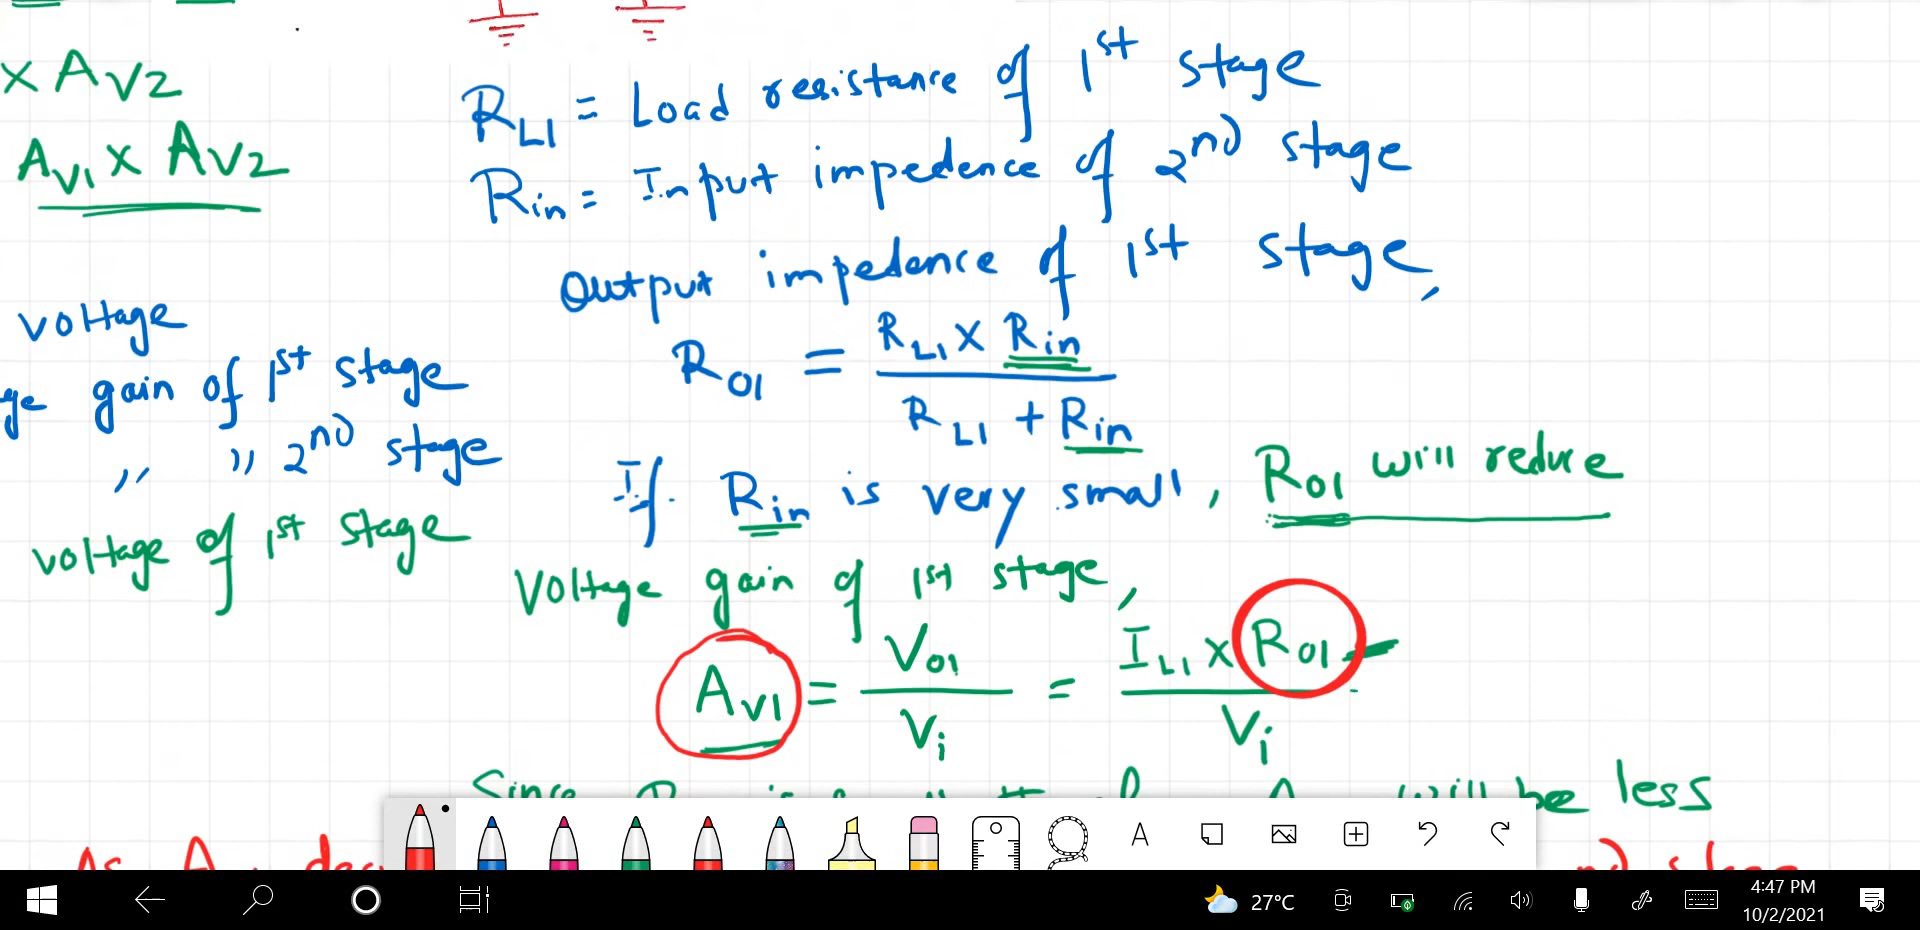 x AV2
AV1 x AV2
RL1 = Load resistance of 1st stage
Rin = Input impedence of 2nd stage
Output impedence of 1st stage,
RO1 = RL1 x Rin / RL1 + Rin
If Rin is very small, RO1 will reduce
voltage
ge gain of 1st stage
" " 2nd stage
voltage of 1st stage
Voltage gain of 1st stage,
AV1 = VO1 / Vi = IL1 x RO1 / Vi
Since will be less
As
A
27°C
4:47 PM
10/2/2021